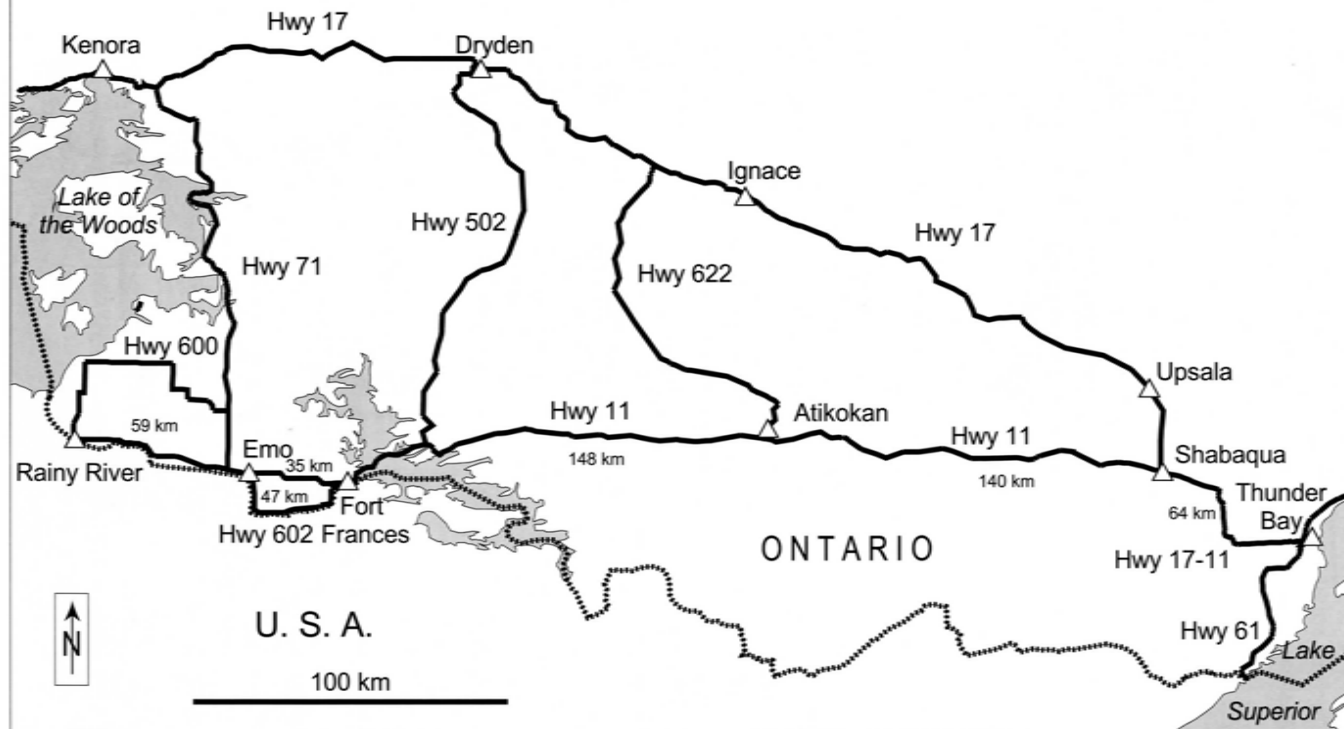 Hwy 17
Kenora
Dryden
Ignace
Lake of
the Woods
Hwy 502
Hwy 17
Hwy 71
Hwy 622
Hwy 600
Upsala
59 km
Hwy 11
Atikokan
Emo
35 km
148 km
Hwy 11
Shabaqua
Rainy River
140 km
47 km
Fort
Thunder
64 km
Bay
Hwy 602 Frances
ONTARIO
Hwy 17-11
N
U. S. A.
Hwy 61
Lake
100 km
Superior